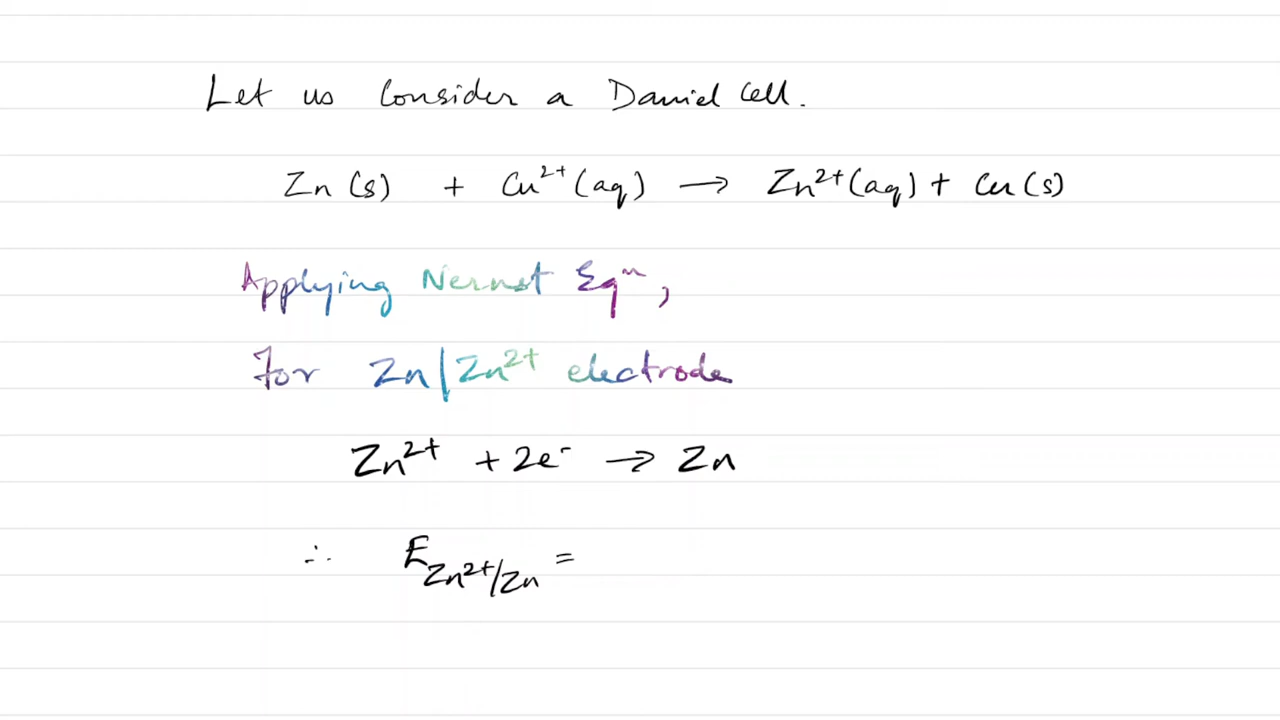 Let us Consider a Daniel Cell.
Zn (s) + Cu²⁺ (aq) → Zn²⁺ (aq) + Cu (s)
Applying Nernst Eqⁿ,
For Zn|Zn²⁺ electrode
Zn²⁺ + 2e⁻ → Zn
∴ E_Zn²⁺/Zn =